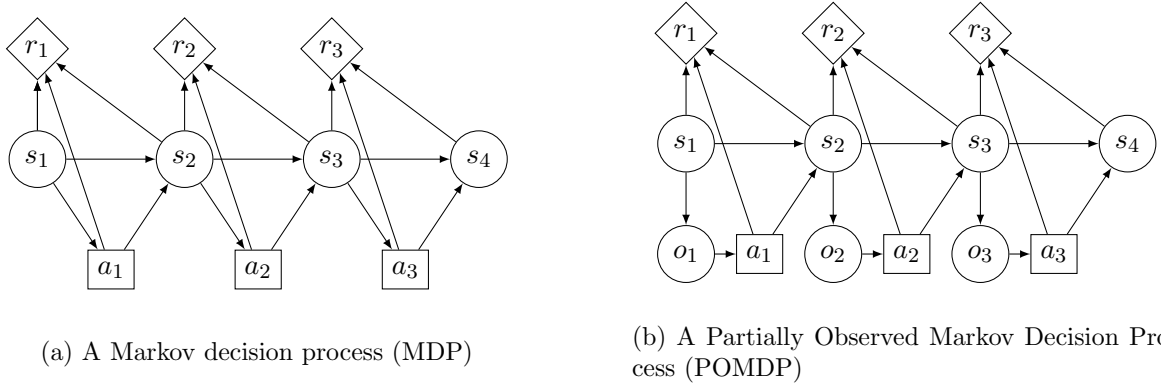 r1 r2 r3
s1 s2 s3 s4
a1 a2 a3
(a) A Markov decision process (MDP)
r1 r2 r3
s1 s2 s3 s4
o1 a1 o2 a2 o3 a3
(b) A Partially Observed Markov Decision Pro-
cess (POMDP)